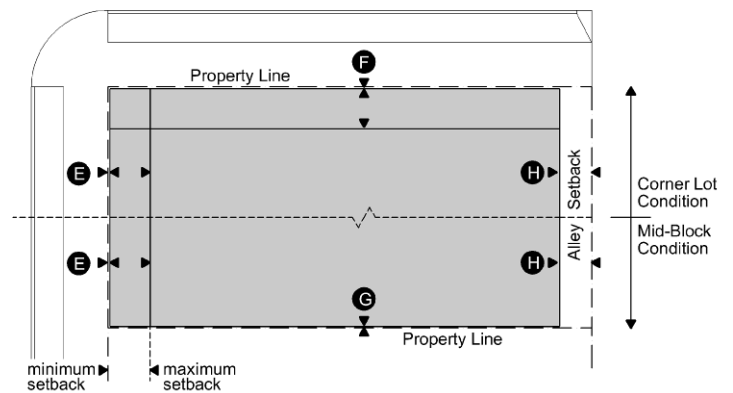 F
Property Line
E
H
Alley Setback
Corner Lot
Condition
Mid-Block
Condition
E
H
G
Property Line
minimum
setback
maximum
setback